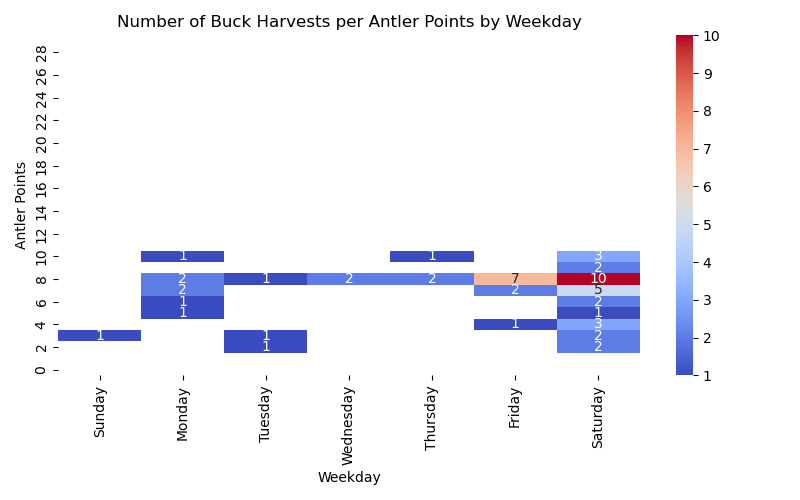 Number of Buck Harvests per Antler Points by Weekday
Antler Points
28
26
24
22
20
18
16
14
12
10
8
6
4
2
0
1 1 3
2
2 1 2 2 7 10
2 2 5
1 2
1 1
1 3
1 1 2
1 2
Sunday
Monday
Tuesday
Wednesday
Thursday
Friday
Saturday
Weekday
10
9
8
7
6
5
4
3
2
1